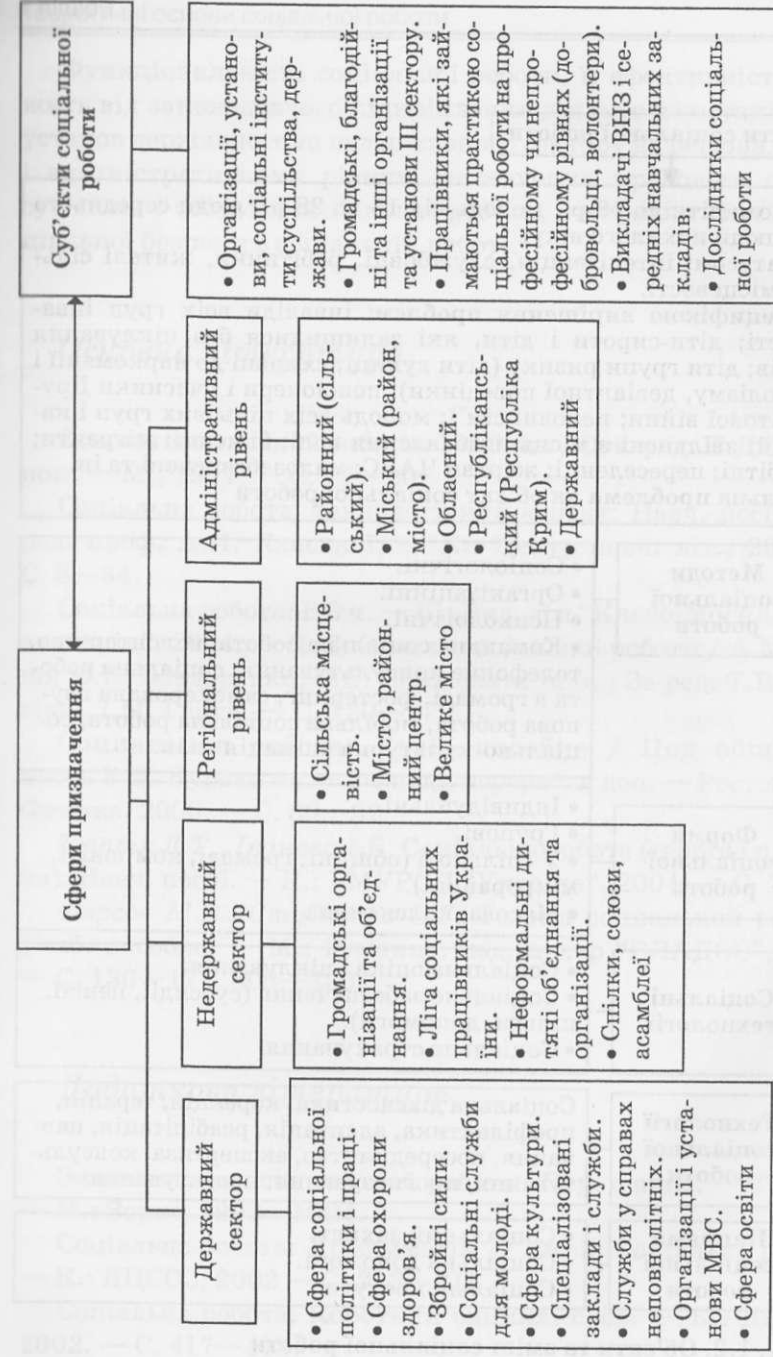 Сфери призначення
Суб'єкти соціальної
роботи
Державний
сектор
Недержавний
сектор
Регіональний
рівень
Адміністративний
рівень
• Сфера соціальної
політики і праці.
• Сфера охорони
здоров'я.
• Збройні сили.
• Соціальні служби
для молоді.
• Сфера культури.
• Спеціалізовані
заклади і служби.
• Служби у справах
неповнолітніх.
• Організації і уста-
нови МНС.
• Сфера освіти
• Громадські орга-
нізації та об'єд-
нання.
• Ліга соціальних
працівників Украї-
їни.
• Неформальні ди-
тячі об'єднання та
організації.
• Спілки, союзи,
асамблеї
• Сільська місце-
вість.
• Місто, район-
ний центр.
• Велике місто
• Районний (сіль-
ський).
• Міський (район
міста).
• Обласний.
• Республікансь-
кий (Республіка
Крим).
• Державний
• Організації, устано-
ви, соціальні інститу-
ти суспільства і дер-
жави.
• Громадські, благодій-
ні та інші організації
та установи III сектору.
• Працівники, які зай-
маються практикою со-
ціальної роботи на про-
фесійному і непро-
фесійному рівнях (до-
бровольці, волонтери).
• Викладачі ВНЗ і се-
редніх навчальних за-
кладів.
• Дослідники соціаль-
ної роботи